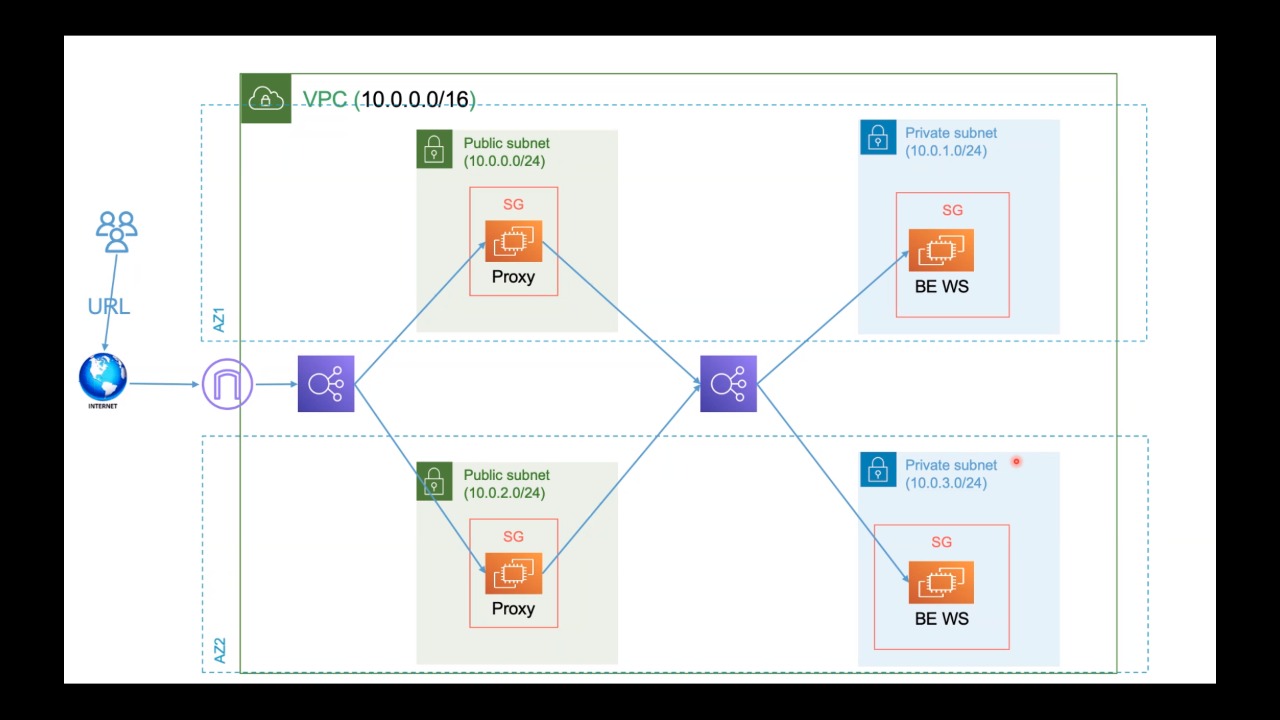 VPC (10.0.0.0/16)
Public subnet
(10.0.0.0/24)
SG
Proxy
Private subnet
(10.0.1.0/24)
SG
BE WS
AZ1
URL
INTERNET
Public subnet
(10.0.2.0/24)
SG
Proxy
Private subnet
(10.0.3.0/24)
SG
BE WS
AZ2